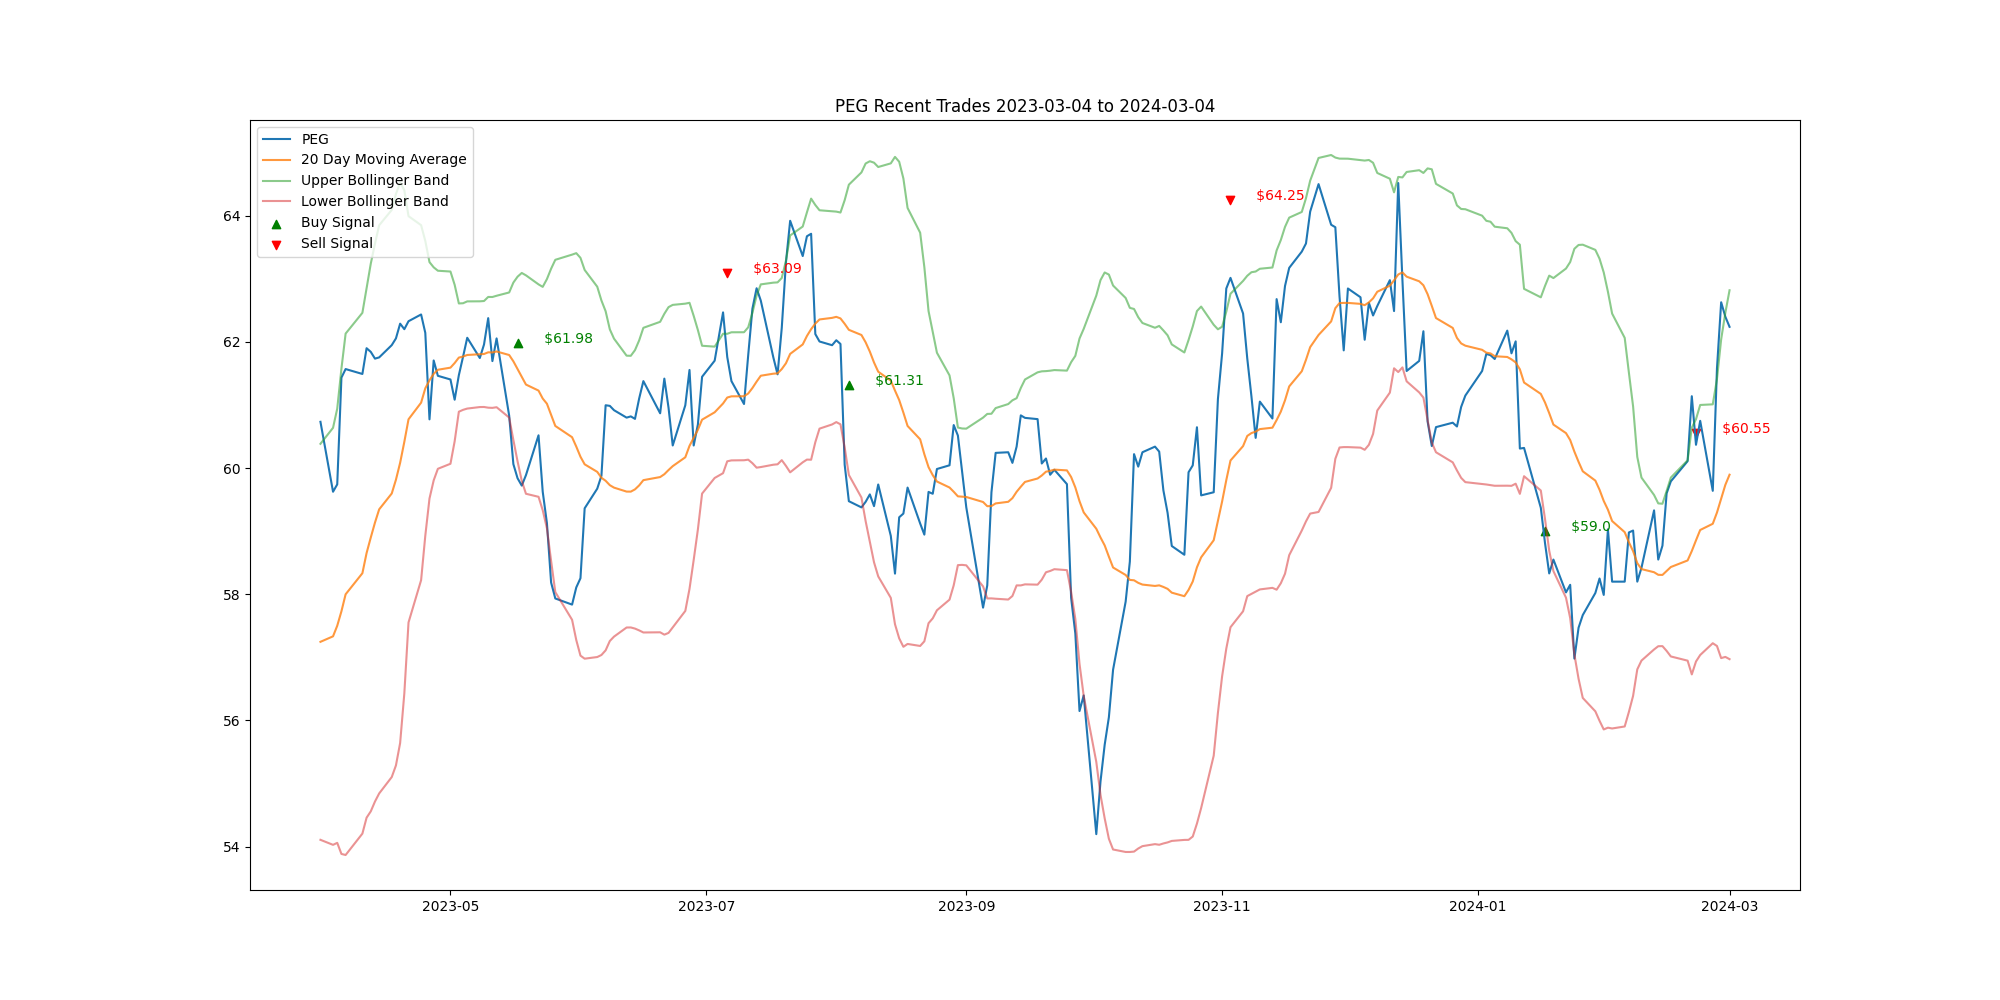 PEG Recent Trades 2023-03-04 to 2024-03-04
PEG
20 Day Moving Average
Upper Bollinger Band
Lower Bollinger Band
Buy Signal
Sell Signal
64
62
60
58
56
54
$64.25
$63.09
$61.98
$61.31
$60.55
$59.0
2023-05
2023-07
2023-09
2023-11
2024-01
2024-03